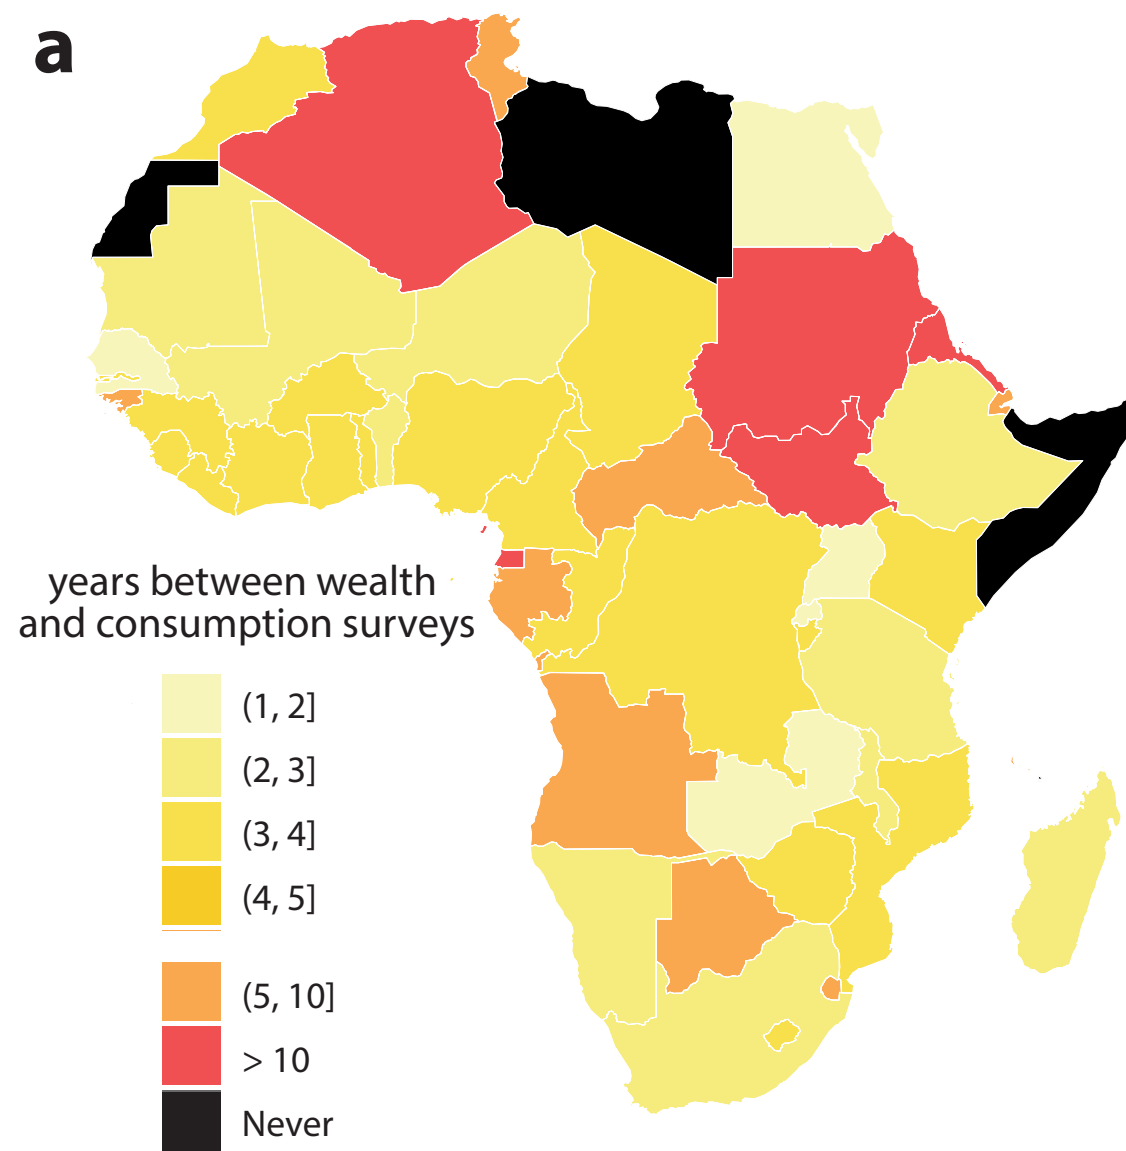 a
years between wealth
and consumption surveys
(1, 2]
(2, 3]
(3, 4]
(4, 5]
(5, 10]
> 10
Never